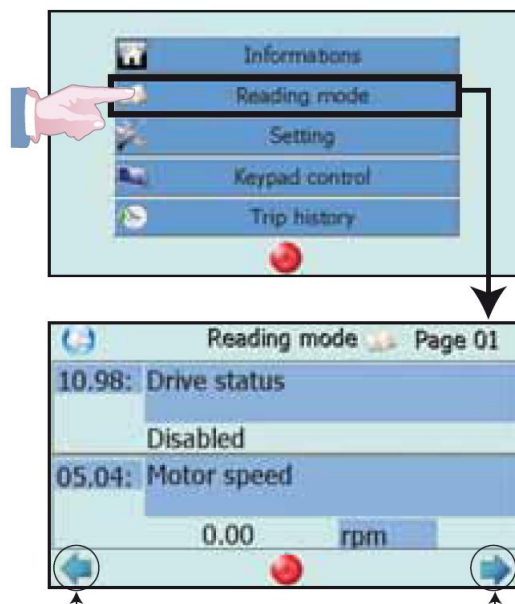 Informations
Reading mode
Setting
Keypad control
Trip history
Reading mode Page 01
10.98: Drive status
Disabled
05.04: Motor speed
0.00 rpm